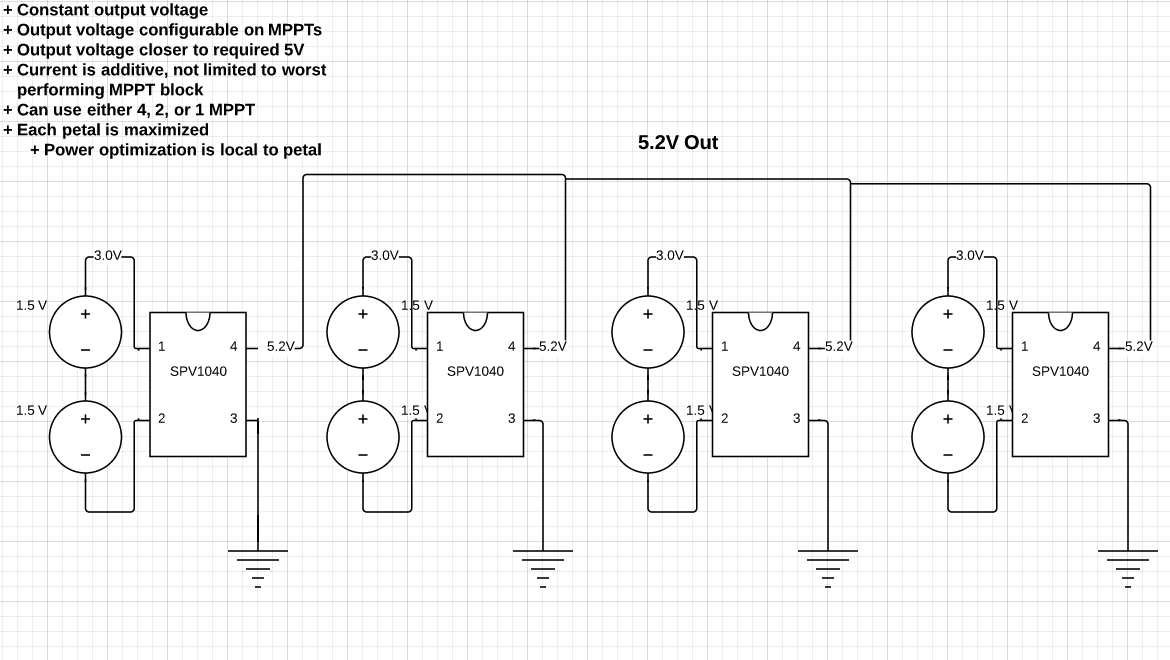 + Constant output voltage
+ Output voltage configurable on MPPTs
+ Output voltage closer to required 5V
+ Current is additive, not limited to worst
performing MPPT block
+ Can use either 4, 2, or 1 MPPT
+ Each petal is maximized
+ Power optimization is local to petal
5.2V Out
3.0V 3.0V 3.0V 3.0V
1.5 V 1.5 V 1.5 V 1.5 V
+ + + +
1 4 5.2V 1 4 5.2V 1 4 5.2V 1 4 5.2V
− − − −
SPV1040 SPV1040 SPV1040 SPV1040
1.5 V 1.5 V 1.5 V 1.5 V
+ 2 3 + 2 3 + 2 3 + 2 3
− − − −